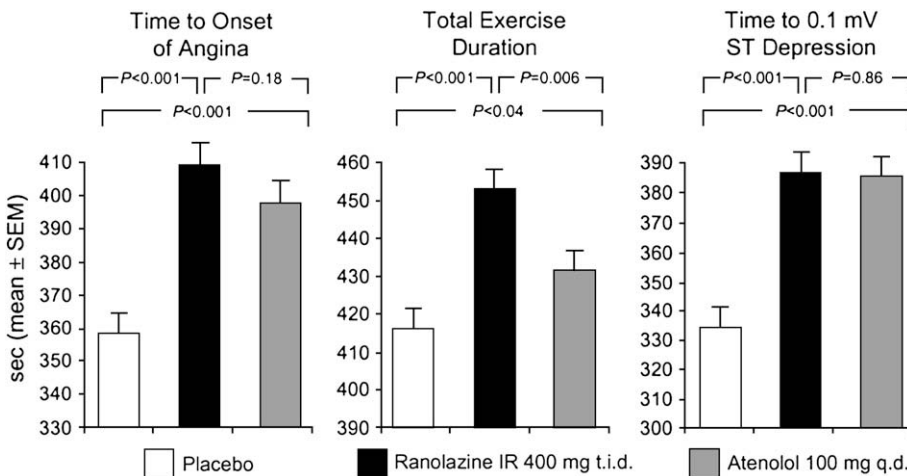 Time to Onset
of Angina
P<0.001
P=0.18
P<0.001
sec (mean ± SEM)
410
400
390
380
370
360
350
340
330
Total Exercise
Duration
P<0.001
P=0.006
P<0.04
460
450
440
430
420
410
400
390
Time to 0.1 mV
ST Depression
P<0.001
P=0.86
P<0.001
390
380
370
360
350
340
330
320
310
300
Placebo
Ranolazine IR 400 mg t.i.d.
Atenolol 100 mg q.d.